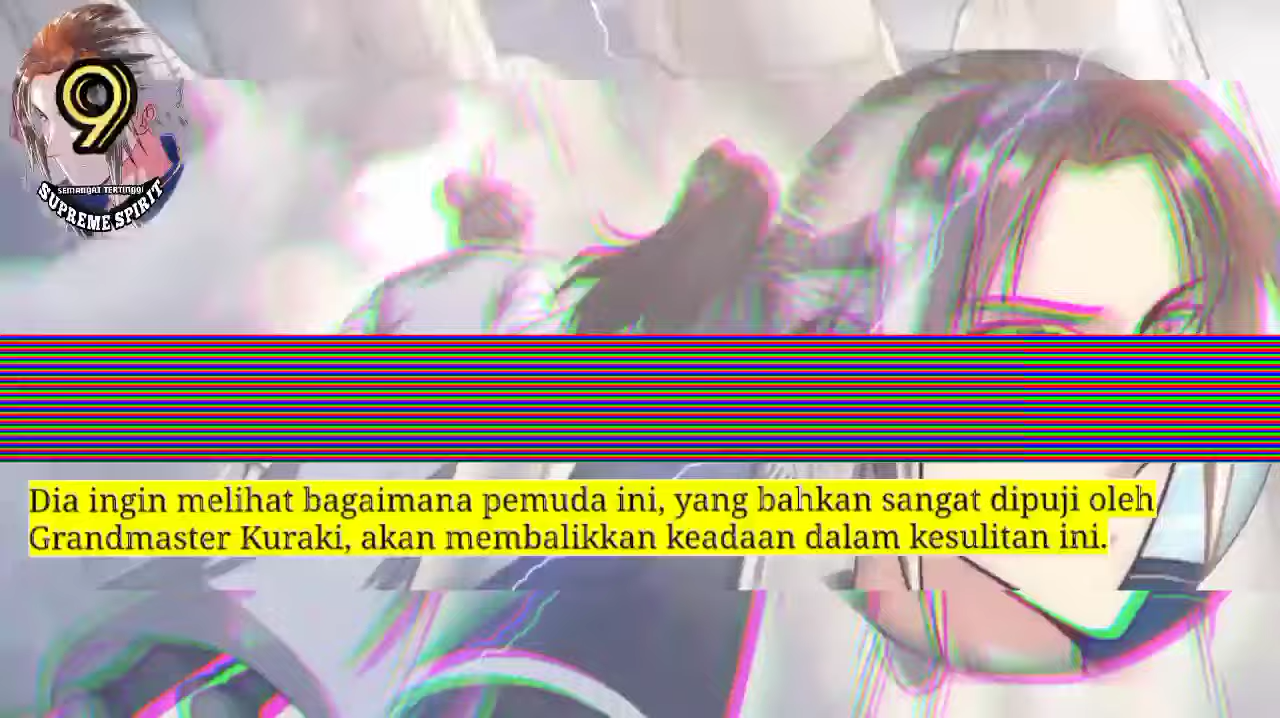 9
SEMANGAT TERTINGGI
SUPREME SPIRIT
Dia ingin melihat bagaimana pemuda ini, yang bahkan sangat dipuji oleh
Grandmaster Kuraki, akan membalikkan keadaan dalam kesulitan ini.